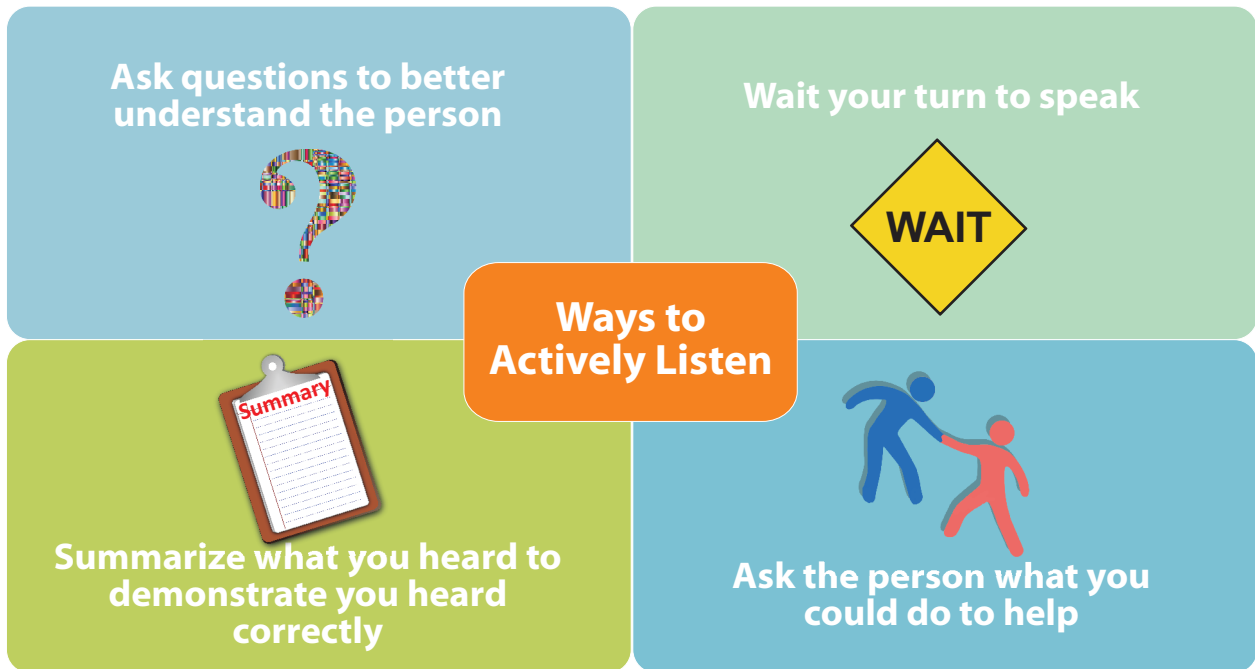 Ask questions to better
understand the person
Wait your turn to speak
WAIT
Ways to
Actively Listen
Summary
Summarize what you heard to
demonstrate you heard
correctly
Ask the person what you
could do to help